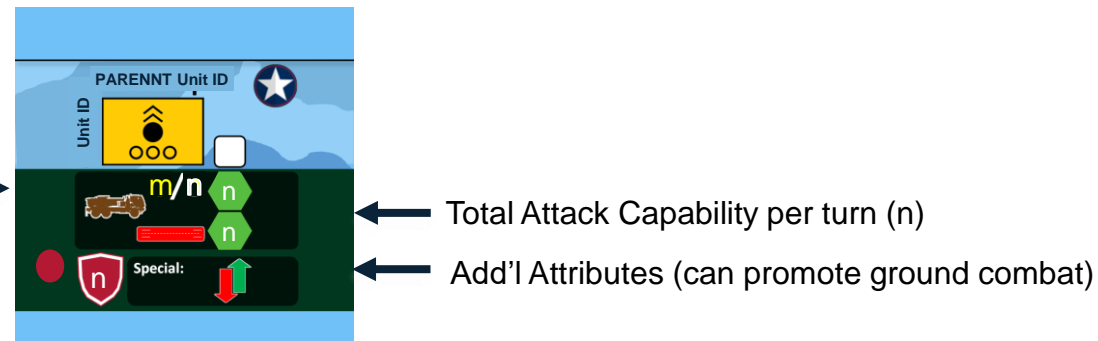 PARENNT Unit ID
Unit ID
m/n n
n
Total Attack Capability per turn (n)
n Special:
Add'l Attributes (can promote ground combat)